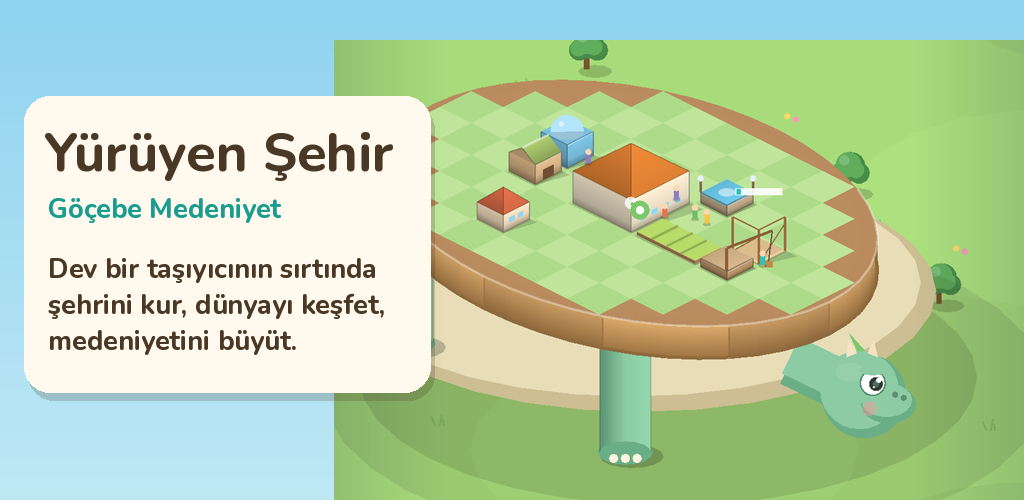 Yürüyen Şehir
Göçebe Medeniyet
Dev bir taşıyıcının sırtında
şehrini kur, dünyayı keşfet,
medeniyetini büyüt.